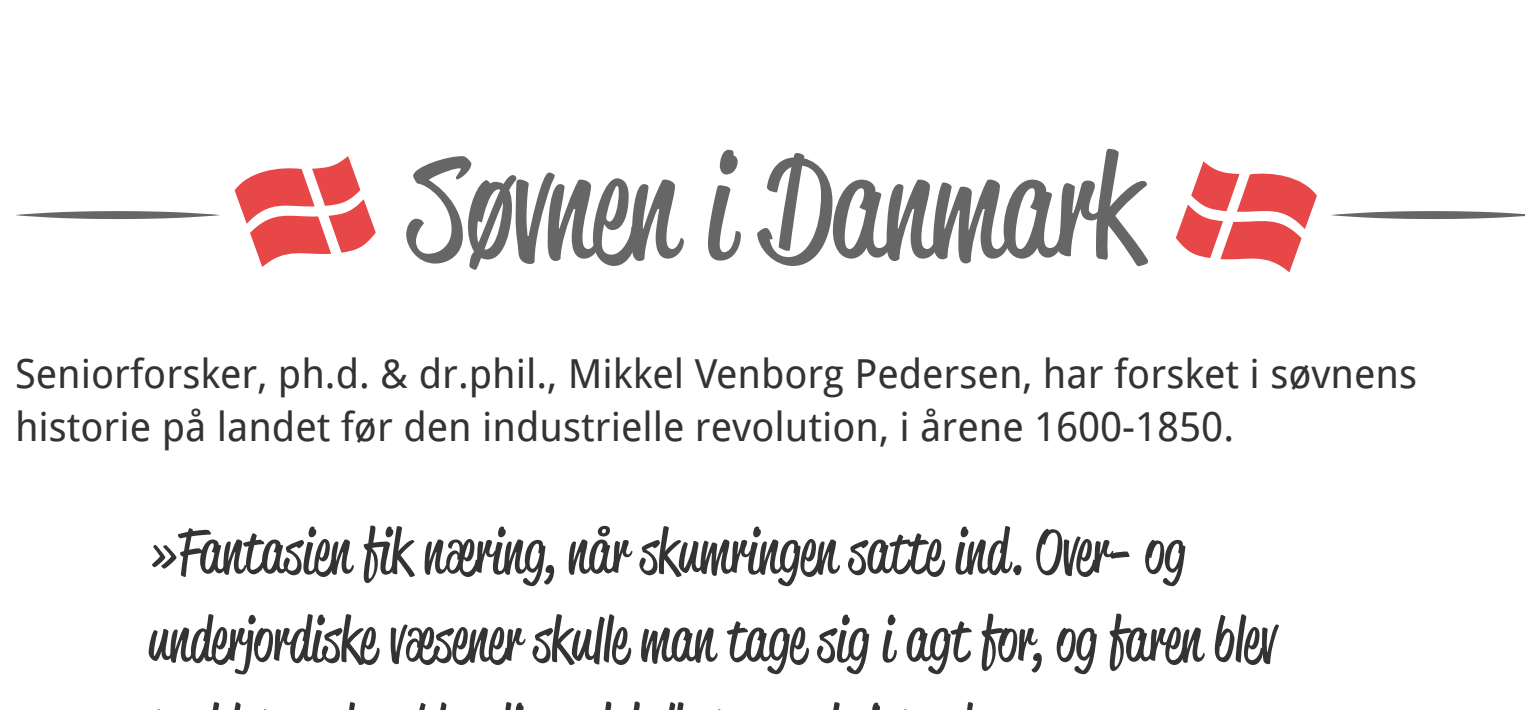 Søvnen i Danmark
Seniorforsker, ph.d. & dr.phil., Mikkel Venborg Pedersen, har forsket i søvnens
historie på landet før den industrielle revolution, i årene 1600-1850.
»Fantasien fik næring, når skumringen satte ind. Over- og
underjordiske væsener skulle man tage sig i agt for, og faren blev